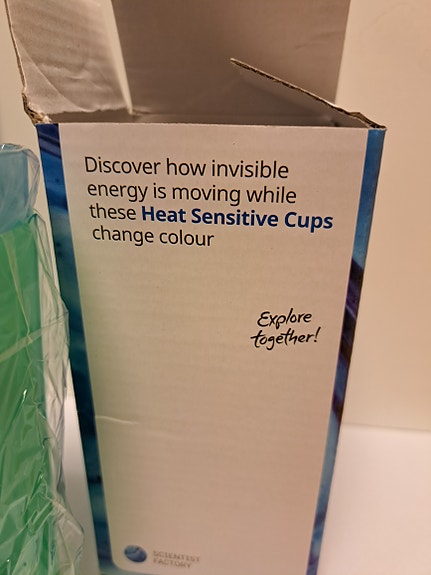 Discover how invisible
energy is moving while
these Heat Sensitive Cups
change colour
Explore
together!
SCIENTIST
FACTORY